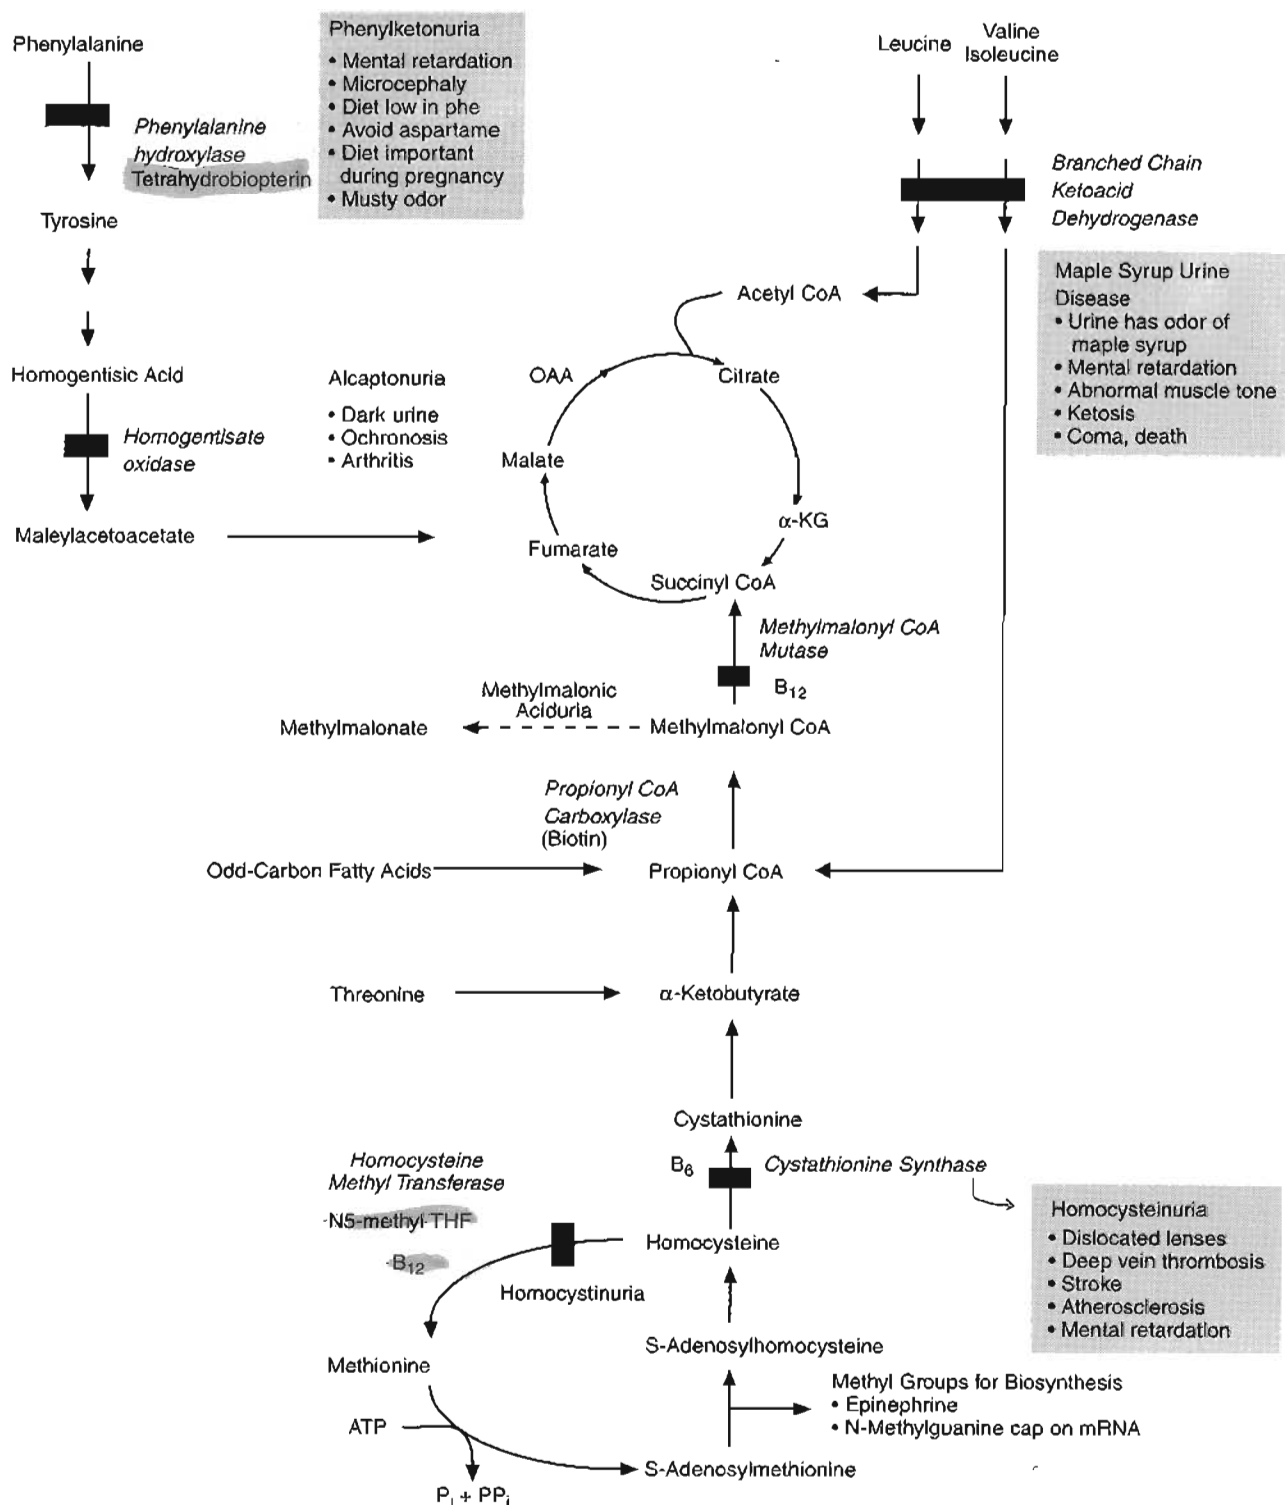 Phenylalanine
Phenylalanine
hydroxylase
Tetrahydrobiopterin
Phenylketonuria
• Mental retardation
• Microcephaly
• Diet low in phe
• Avoid aspartame
• Diet important
during pregnancy
• Musty odor
Leucine
Valine
Isoleucine
Branched Chain
Ketoacid
Dehydrogenase
Tyrosine
Maple Syrup Urine
Disease
• Urine has odor of
maple syrup
• Mental retardation
• Abnormal muscle tone
• Ketosis
• Coma, death
Acetyl CoA
Homogentisic Acid
Alcaptonuria
• Dark urine
• Ochronosis
• Arthritis
OAA
Citrate
Homogentisate
oxidase
Malate
α-KG
Maleylacetoacetate
Fumarate
Succinyl CoA
Methylmalonyl CoA
Mutase
B12
Methylmalonic
Aciduria
Methylmalonate
Methylmalonyl CoA
Propionyl CoA
Carboxylase
(Biotin)
Odd-Carbon Fatty Acids
Propionyl CoA
Threonine
α-Ketobutyrate
Cystathionine
B6
Cystathionine Synthase
Homocysteine
Methyl Transferase
N5-methyl THF
B12
Homocysteine
Homocystinuria
Homocysteinuria
• Dislocated lenses
• Deep vein thrombosis
• Stroke
• Atherosclerosis
• Mental retardation
S-Adenosylhomocysteine
Methionine
Methyl Groups for Biosynthesis
• Epinephrine
• N-Methylguanine cap on mRNA
ATP
S-Adenosylmethionine
Pi + PPi